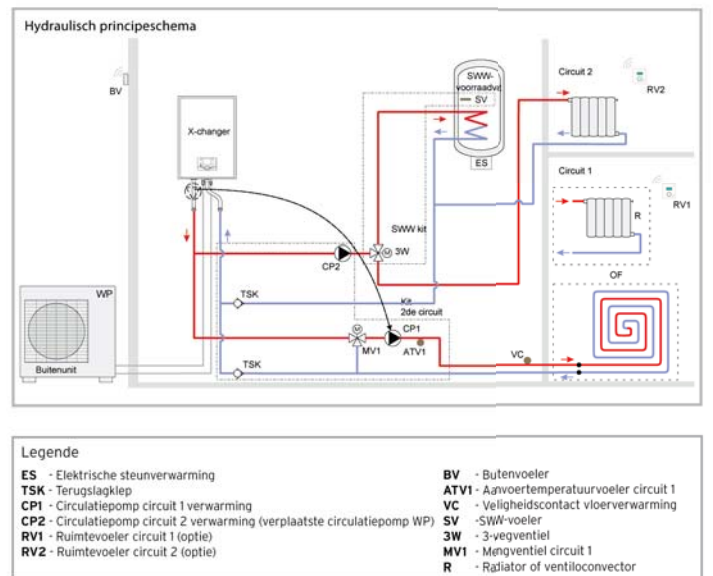 Hydraulisch principeschema
BV
X-changer
WP
Buitenunit
TSK
TSK
CP2
3W
SWW kit
Kit
2de circuit
CP1
MV1
ATV1
VC
SWW-
voorraadvat
SV
ES
Circuit 2
RV2
Circuit 1
R
RV1
OF
Legende
ES - Elektrische steunverwarming
TSK - Terugslagklep
CP1 - Circulatiepomp circuit 1 verwarming
CP2 - Circulatiepomp circuit 2 verwarming (verplaatste circulatiepomp WP)
RV1 - Ruimtevoeler circuit 1 (optie)
RV2 - Ruimtevoeler circuit 2 (optie)
BV - Butenvoeler
ATV1 - Aanvoertemperatuurvoeler circuit 1
VC - Veligheidscontact vloerverwarming
SV -SWW-voeler
3W - 3-vegventiel
MV1 - Mengventiel circuit 1
R - Radiator of ventiloconvector